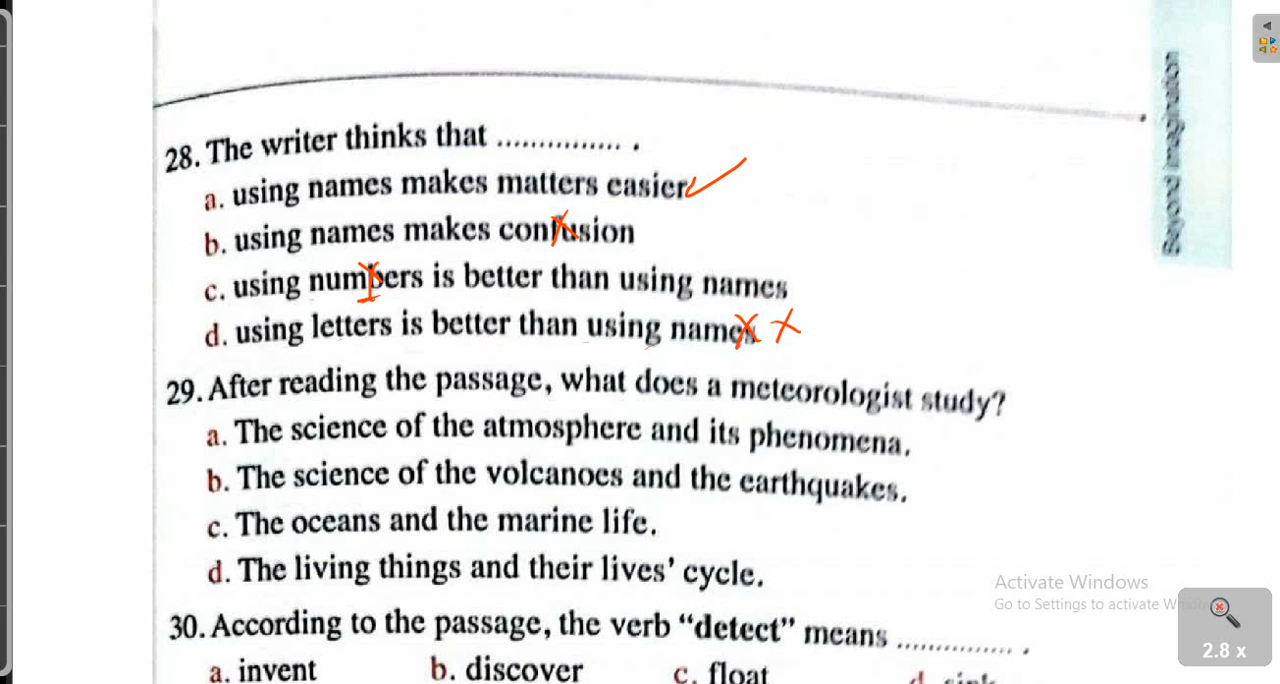 Beyond Imagination
28. The writer thinks that ............... .
a. using names makes matters easier
b. using names makes confusion
c. using numbers is better than using names
d. using letters is better than using names
29. After reading the passage, what does a meteorologist study?
a. The science of the atmosphere and its phenomena.
b. The science of the volcanoes and the earthquakes.
c. The oceans and the marine life.
d. The living things and their lives' cycle.
30. According to the passage, the verb "detect" means ............... .
a. invent b. discover c. float d. sink
Activate Windows
Go to Settings to activate
2.8 x